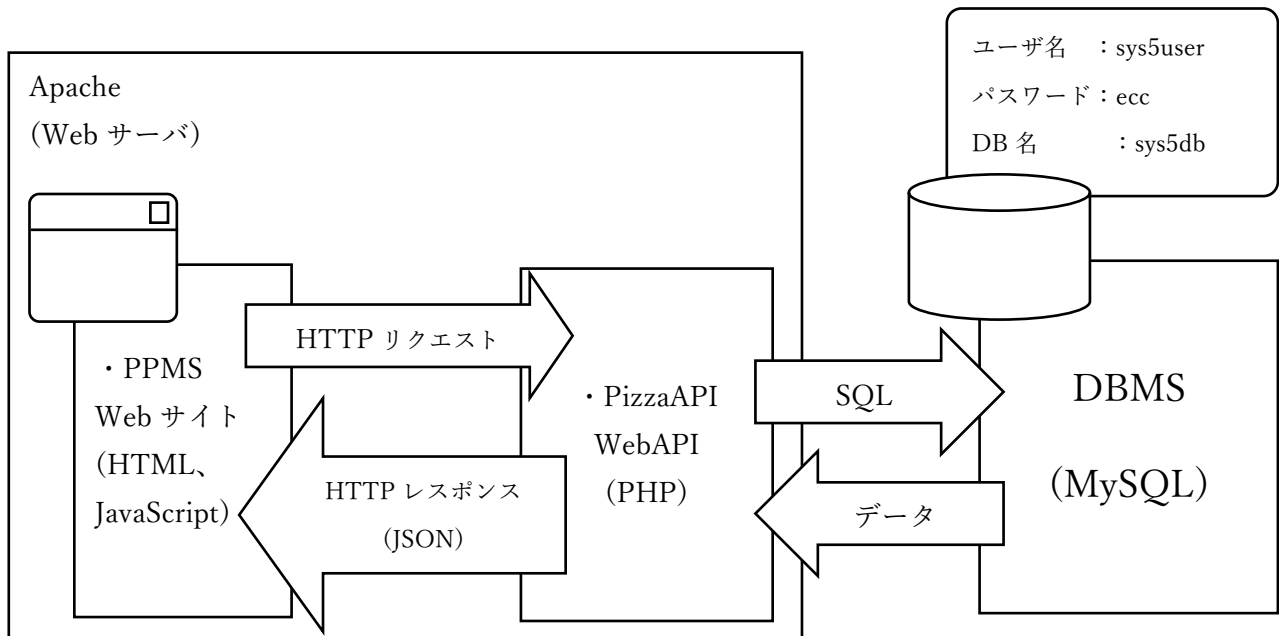 Apache
(Web サーバ)
ユーザ名　：sys5user
パスワード：ecc
DB 名　　　：sys5db
・PPMS
Web サイト
(HTML、
JavaScript)
HTTP リクエスト
HTTP レスポンス
(JSON)
・PizzaAPI
WebAPI
(PHP)
SQL
データ
DBMS
(MySQL)